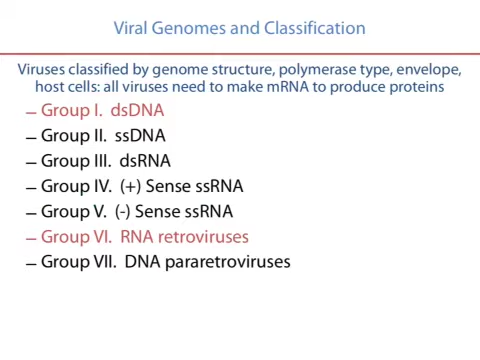 Viral Genomes and Classification
Viruses classified by genome structure, polymerase type, envelope,
host cells: all viruses need to make mRNA to produce proteins
– Group I. dsDNA
– Group II. ssDNA
– Group III. dsRNA
– Group IV. (+) Sense ssRNA
– Group V. (-) Sense ssRNA
– Group VI. RNA retroviruses
– Group VII. DNA pararetroviruses